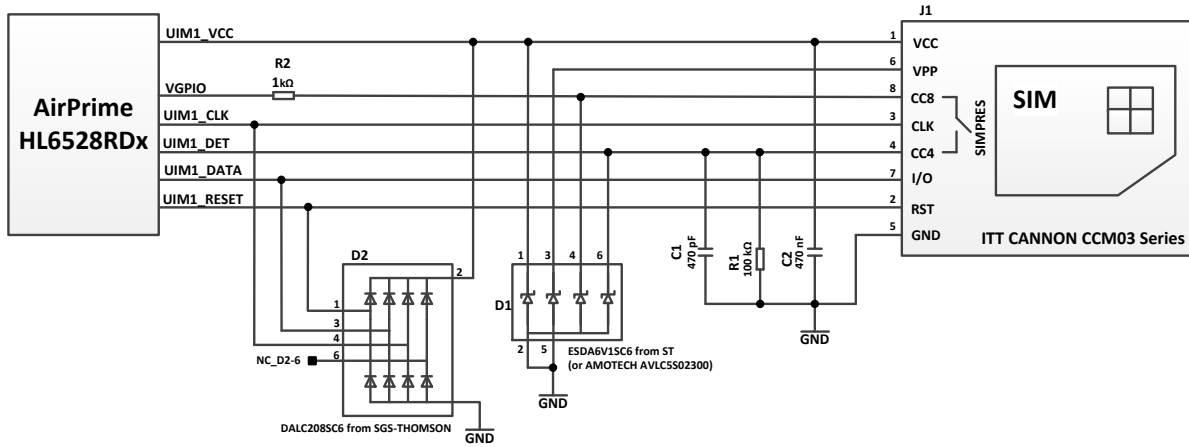 J1
UIM1_VCC
1
VCC
6
VPP
R2
1kΩ
VGPIO
8
CC8
AirPrime
HL6528RDx
UIM1_CLK
3
CLK
SIMPRES
SIM
UIM1_DET
4
CC4
UIM1_DATA
7
I/O
UIM1_RESET
2
RST
5
GND
ITT CANNON CCM03 Series
D2
2
1
3
4
6
NC_D2-6
DALC208SC6 from SGS-THOMSON
GND
D1
1
3
4
6
2
5
ESDA6V1SC6 from ST
(or AMOTECH AVLC5S02300)
GND
C1
470 pF
R1
100 kΩ
C2
470 nF
GND